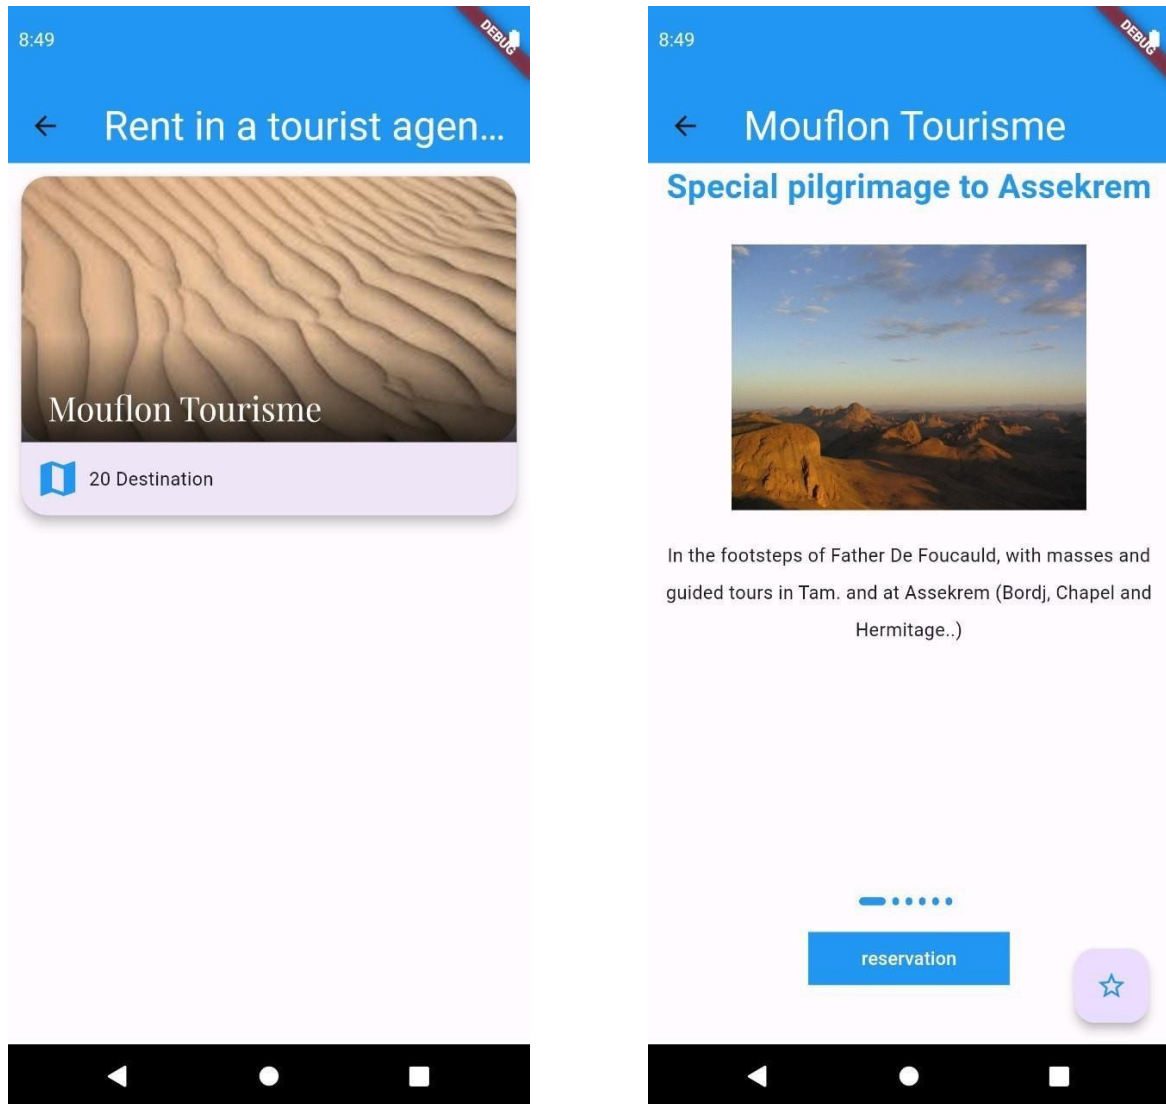 8:49
DEBUG
Rent in a tourist agen...
Mouflon Tourisme
20 Destination
8:49
DEBUG
Mouflon Tourisme
Special pilgrimage to Assekrem
In the footsteps of Father De Foucauld, with masses and
guided tours in Tam. and at Assekrem (Bordj, Chapel and
Hermitage..)
reservation